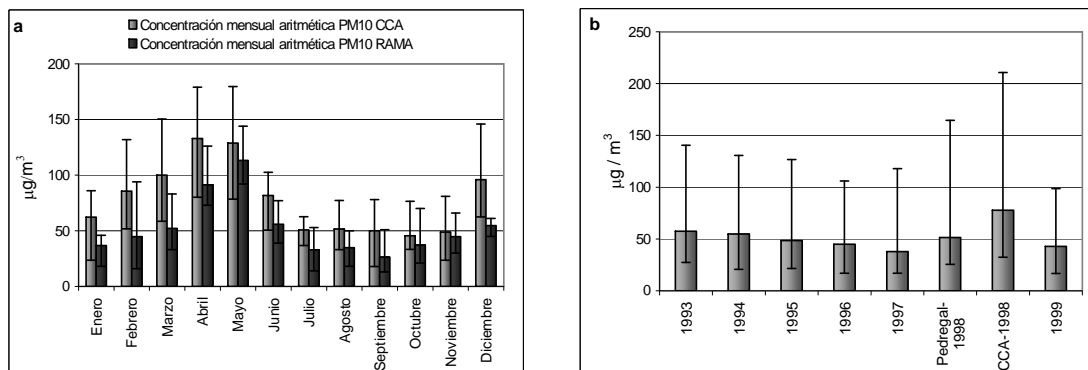 a
Concentración mensual aritmética PM10 CCA
Concentración mensual aritmética PM10 RAMA
200
150
100
50
0
µg/m³
Enero
Febrero
Marzo
Abril
Mayo
Junio
Julio
Agosto
Septiembre
Octubre
Noviembre
Diciembre
b
300
250
200
150
100
50
0
µg / m³
1993
1994
1995
1996
1997
Pedregal-
1998
CCA-1998
1999